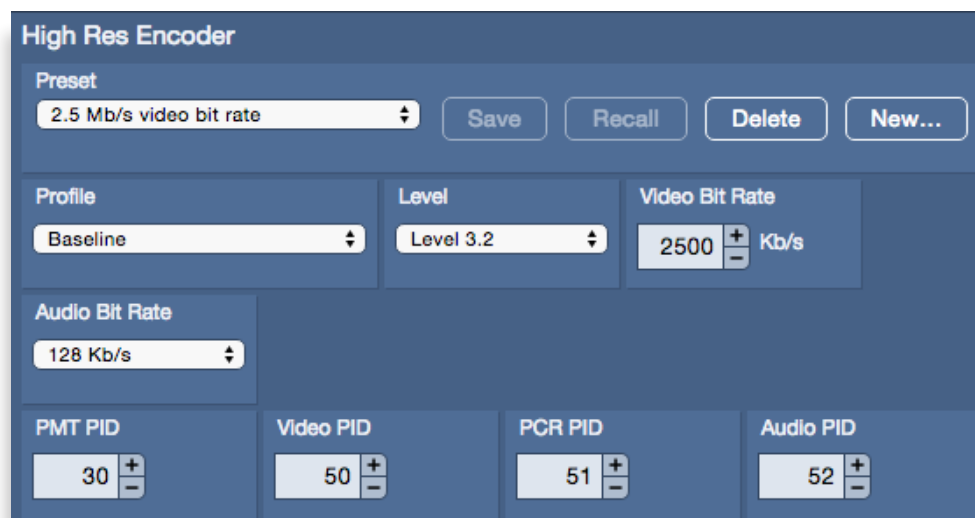 High Res Encoder
Preset
2.5 Mb/s video bit rate
Save
Recall
Delete
New...
Profile
Level
Video Bit Rate
Baseline
Level 3.2
2500
+
−
Kb/s
Audio Bit Rate
128 Kb/s
PMT PID
Video PID
PCR PID
Audio PID
30
+
−
50
+
−
51
+
−
52
+
−